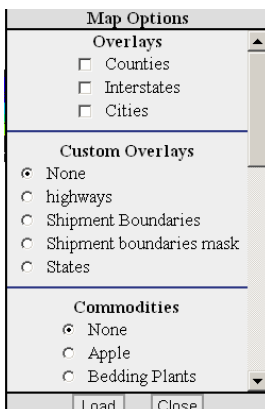 Map Options
Overlays
Counties
Interstates
Cities
Custom Overlays
None
highways
Shipment Boundaries
Shipment boundaries mask
States
Commodities
None
Apple
Bedding Plants
Load Close